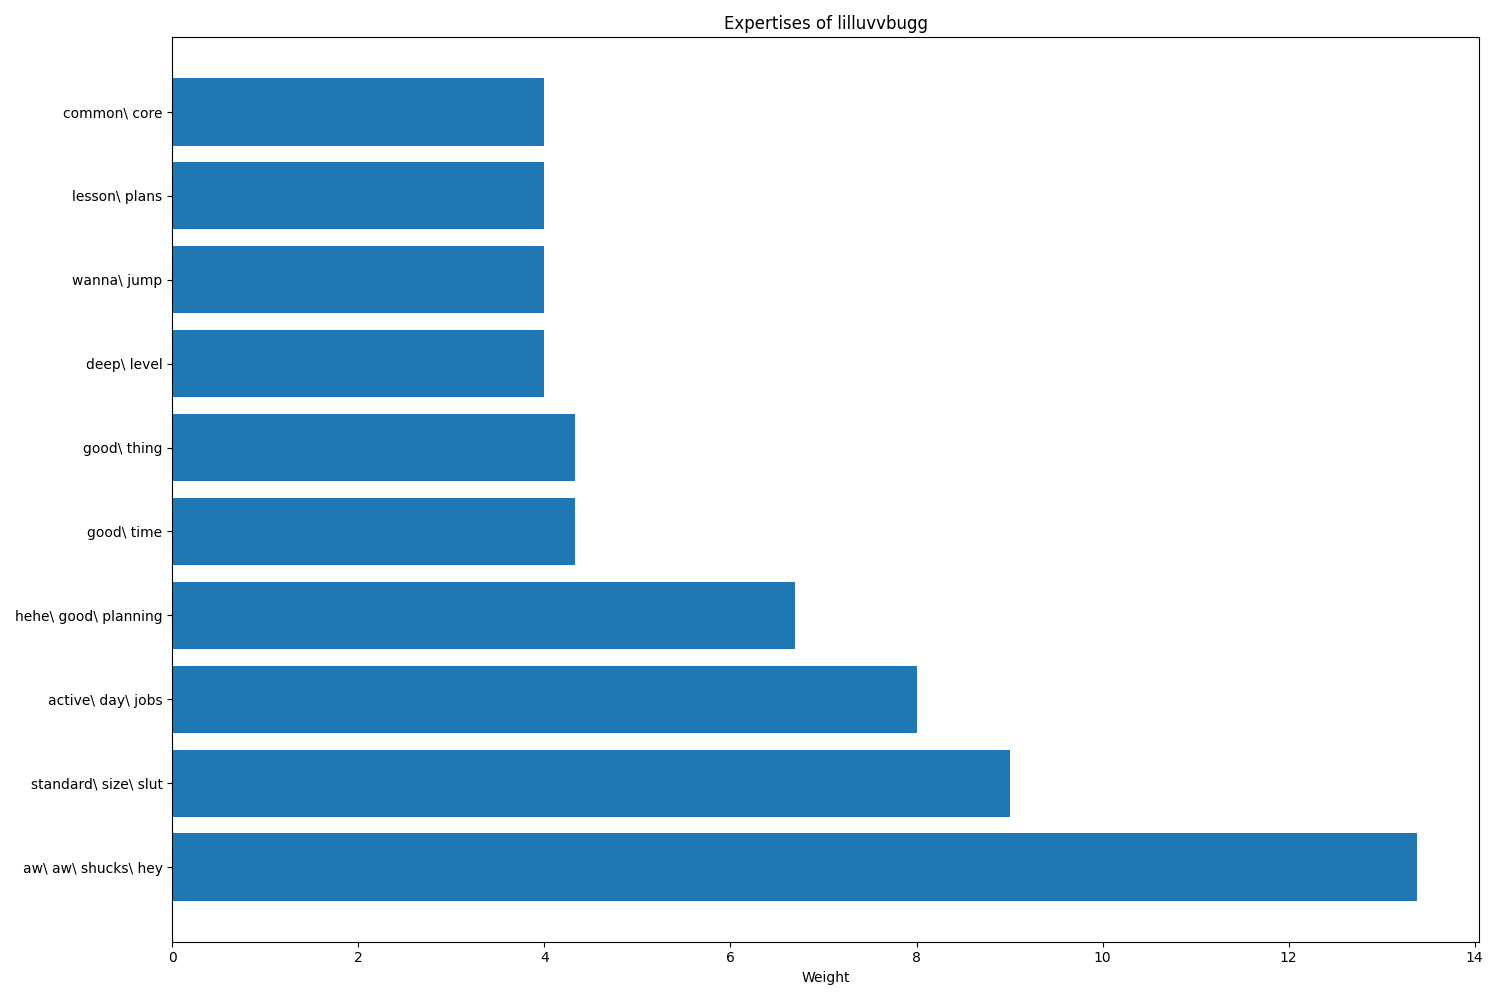 Expertises of lilluvvbugg
common\ core
lesson\ plans
wanna\ jump
deep\ level
good\ thing
good\ time
hehe\ good\ planning
active\ day\ jobs
standard\ size\ slut
aw\ aw\ shucks\ hey
0 2 4 6 8 10 12 14
Weight